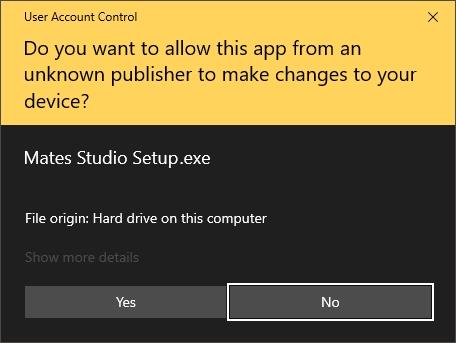 User Account Control
Do you want to allow this app from an
unknown publisher to make changes to your
device?
Mates Studio Setup.exe
File origin: Hard drive on this computer
Show more details
Yes
No